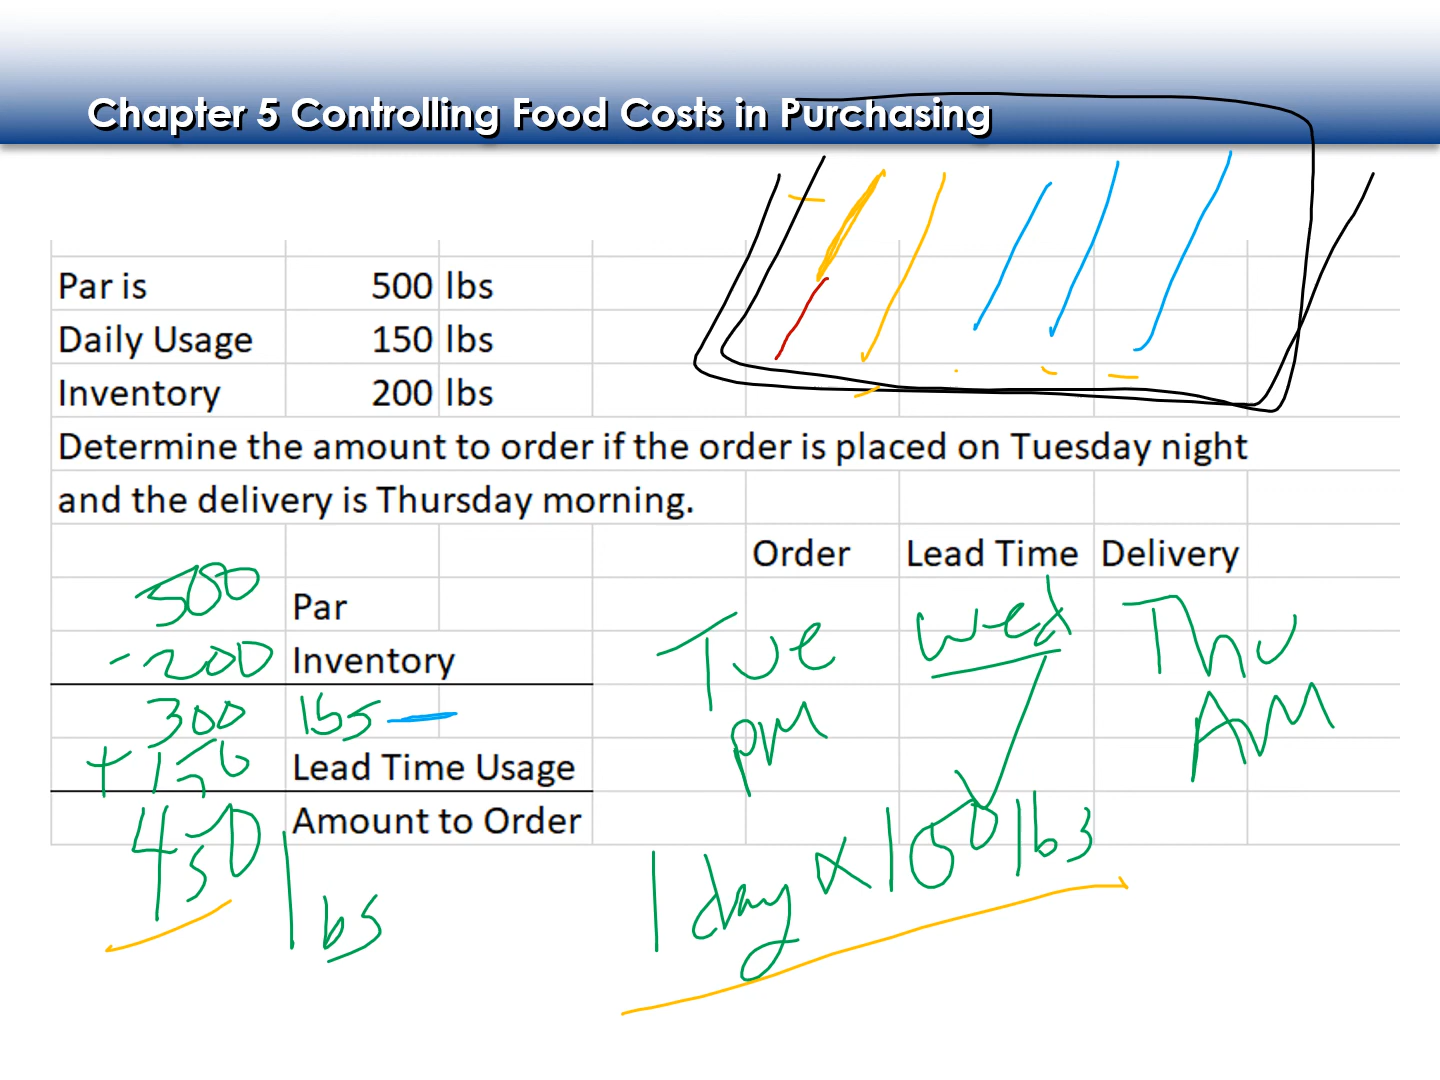 Chapter 5 Controlling Food Costs in Purchasing
Par is 500 lbs
Daily Usage 150 lbs
Inventory 200 lbs
Determine the amount to order if the order is placed on Tuesday night
and the delivery is Thursday morning.
Order Lead Time Delivery
500 Par
-200 Inventory Tue Wed Thu
300 lbs pm AM
+150 Lead Time Usage
450 lbs Amount to Order
1 day x 100 lbs